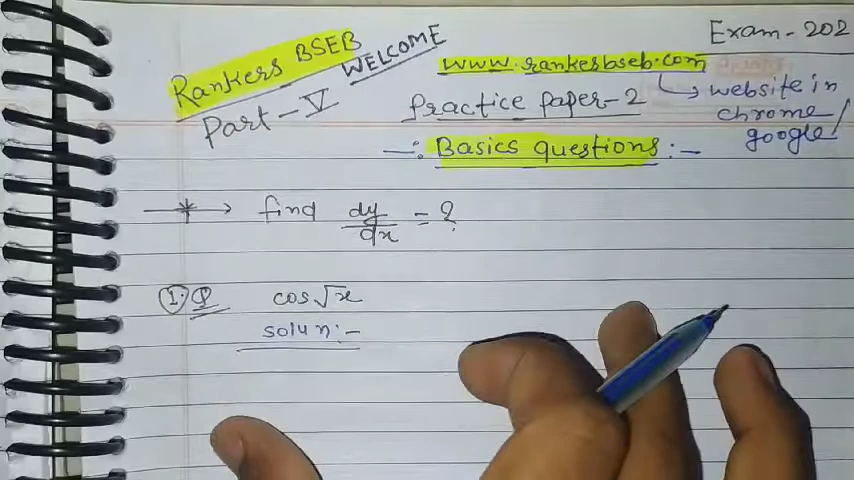 Rankers BSEB
WELCOME
Part - V
Exam - 202
www.rankesbseb.com
website in
chrome/
google
Practice paper-2
—: Basics questions :—
find dy/dx = ?
1. Q cos√x
solun:-